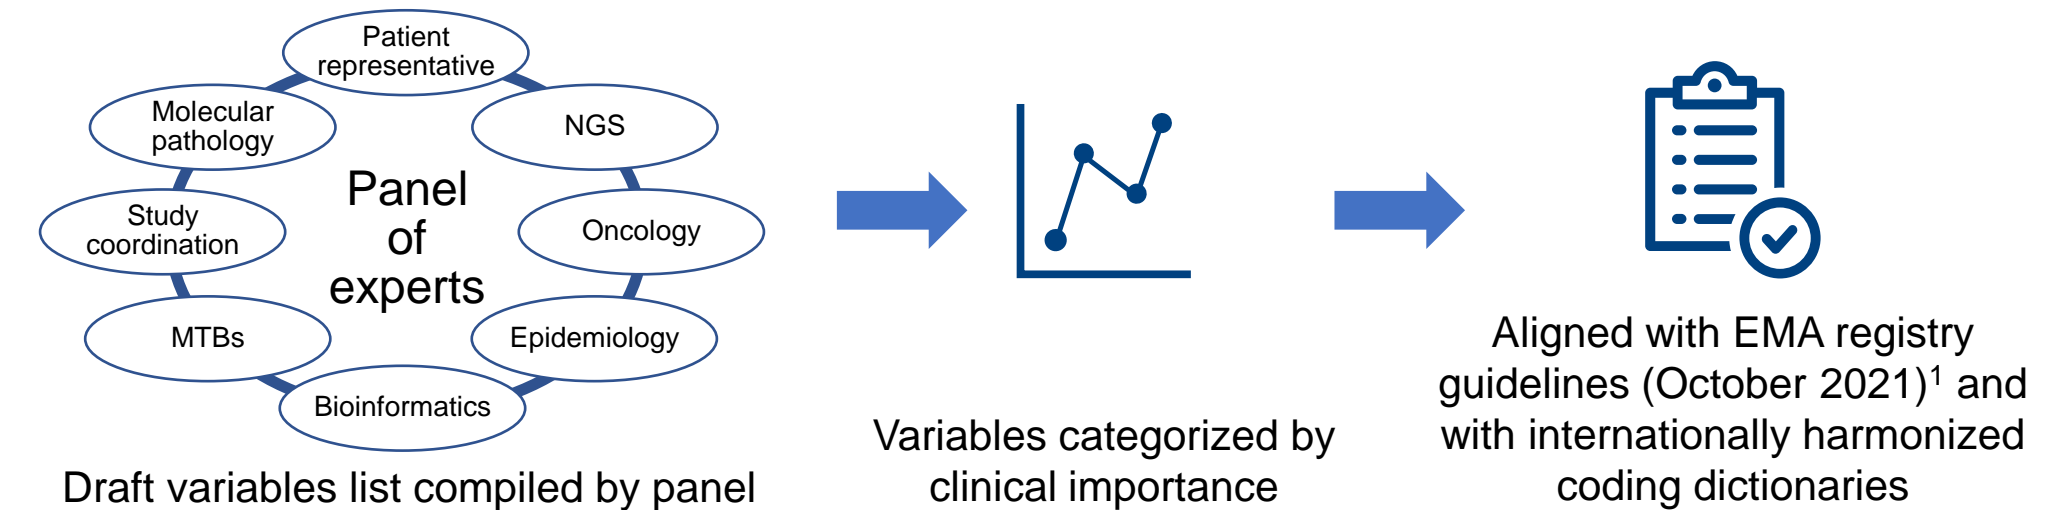 Patient
representative
Molecular
pathology
NGS
Panel
of
experts
Study
coordination
Oncology
MTBs
Epidemiology
Bioinformatics
Draft variables list compiled by panel
Variables categorized by
clinical importance
Aligned with EMA registry
guidelines (October 2021)¹ and
with internationally harmonized
coding dictionaries